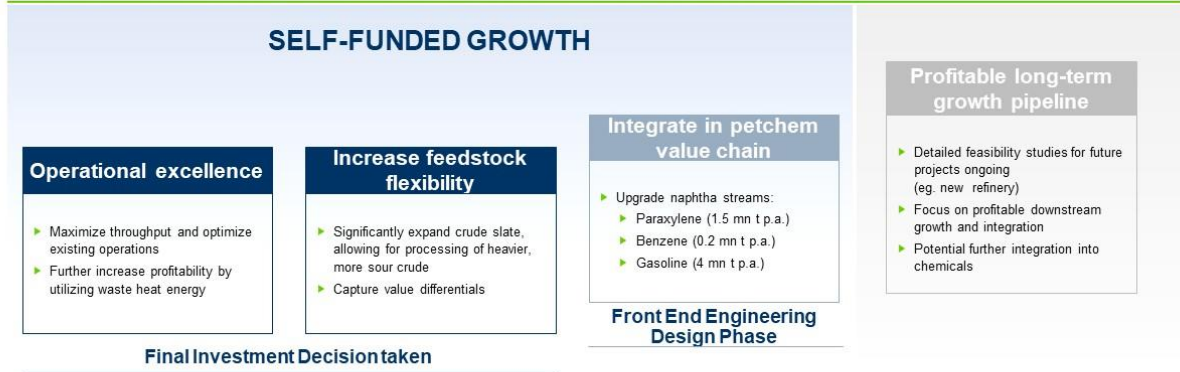 SELF-FUNDED GROWTH
Operational excellence
Maximize throughput and optimize
existing operations
Further increase profitability by
utilizing waste heat energy
Increase feedstock
flexibility
Significantly expand crude slate,
allowing for processing of heavier,
more sour crude
Capture value differentials
Final Investment Decision taken
Integrate in petchem
value chain
Upgrade naphtha streams:
Paraxylene (1.5 mn t p.a.)
Benzene (0.2 mn t p.a.)
Gasoline (4 mn t p.a.)
Front End Engineering
Design Phase
Profitable long-term
growth pipeline
Detailed feasibility studies for future
projects ongoing
(eg. new refinery)
Focus on profitable downstream
growth and integration
Potential further integration into
chemicals